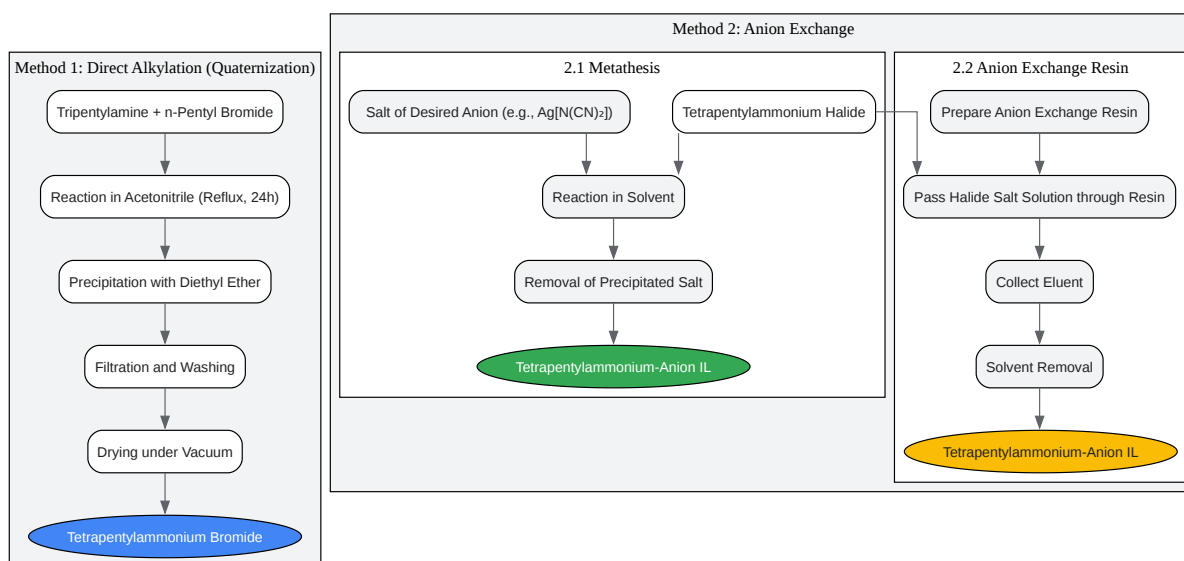 Method 1: Direct Alkylation (Quaternization)
Tripentylamine + n-Pentyl Bromide
Reaction in Acetonitrile (Reflux, 24h)
Precipitation with Diethyl Ether
Filtration and Washing
Drying under Vacuum
Tetrapentylammonium Bromide
Method 2: Anion Exchange
2.1 Metathesis
Salt of Desired Anion (e.g., Ag[N(CN)₂])
Tetrapentylammonium Halide
Reaction in Solvent
Removal of Precipitated Salt
Tetrapentylammonium-Anion IL
2.2 Anion Exchange Resin
Prepare Anion Exchange Resin
Pass Halide Salt Solution through Resin
Collect Eluent
Solvent Removal
Tetrapentylammonium-Anion IL